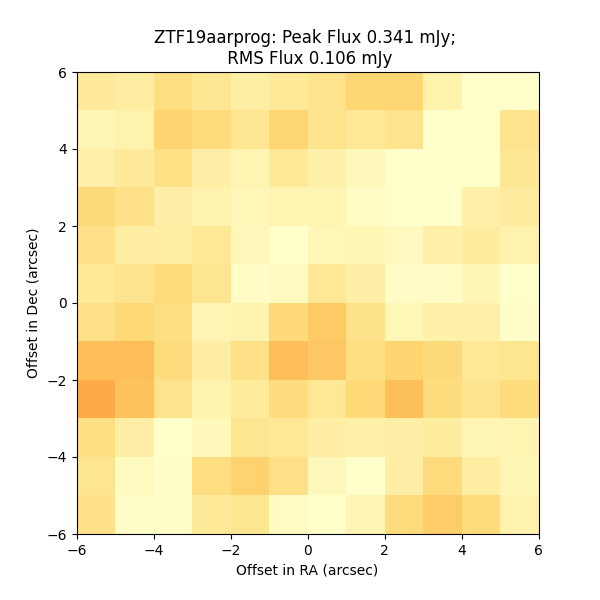 ZTF19aarprog: Peak Flux 0.341 mJy;
RMS Flux 0.106 mJy
6
4
2
0
−2
−4
−6
Offset in Dec (arcsec)
−6 −4 −2 0 2 4 6
Offset in RA (arcsec)